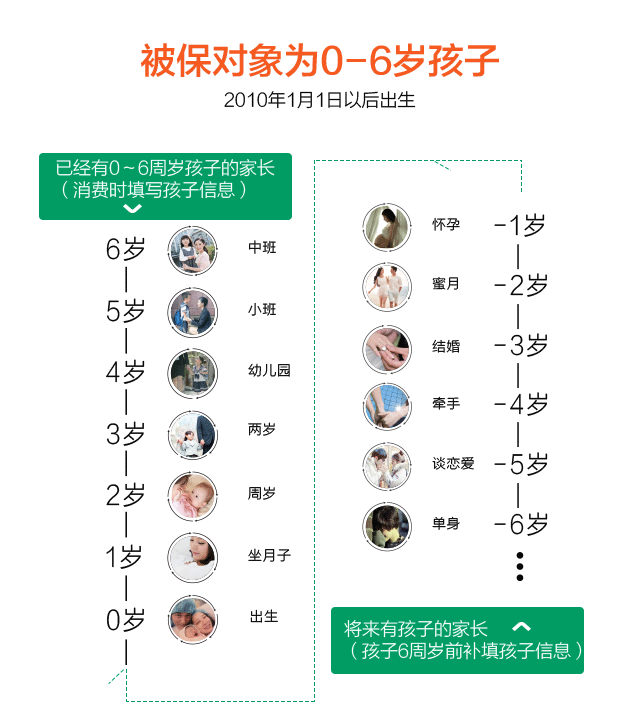 被保对象为0-6岁孩子
2010年1月1日以后出生
已经有0～6周岁孩子的家长
（消费时填写孩子信息）
6岁 中班
5岁 小班
4岁 幼儿园
3岁 两岁
2岁 周岁
1岁 坐月子
0岁 出生
怀孕 -1岁
蜜月 -2岁
结婚 -3岁
牵手 -4岁
谈恋爱 -5岁
单身 -6岁
将来有孩子的家长
（孩子6周岁前补填孩子信息）